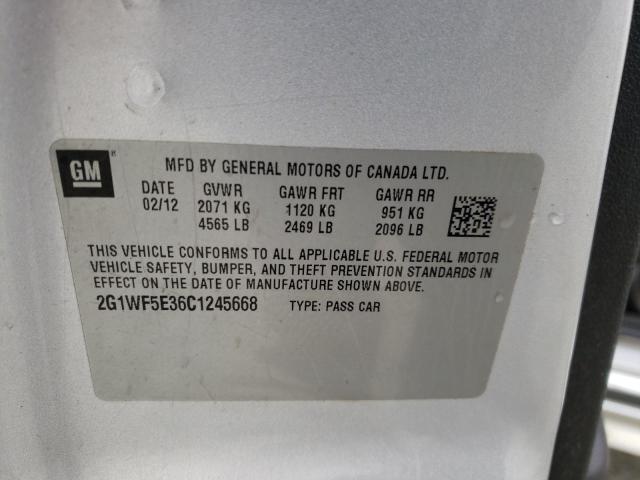 GM®
MFD BY GENERAL MOTORS OF CANADA LTD.
DATE GVWR GAWR FRT GAWR RR
02/12 2071 KG 1120 KG 951 KG
4565 LB 2469 LB 2096 LB
THIS VEHICLE CONFORMS TO ALL APPLICABLE U.S. FEDERAL MOTOR
VEHICLE SAFETY, BUMPER, AND THEFT PREVENTION STANDARDS IN
EFFECT ON THE DATE OF MANUFACTURE SHOWN ABOVE.
2G1WF5E36C1245668 TYPE: PASS CAR